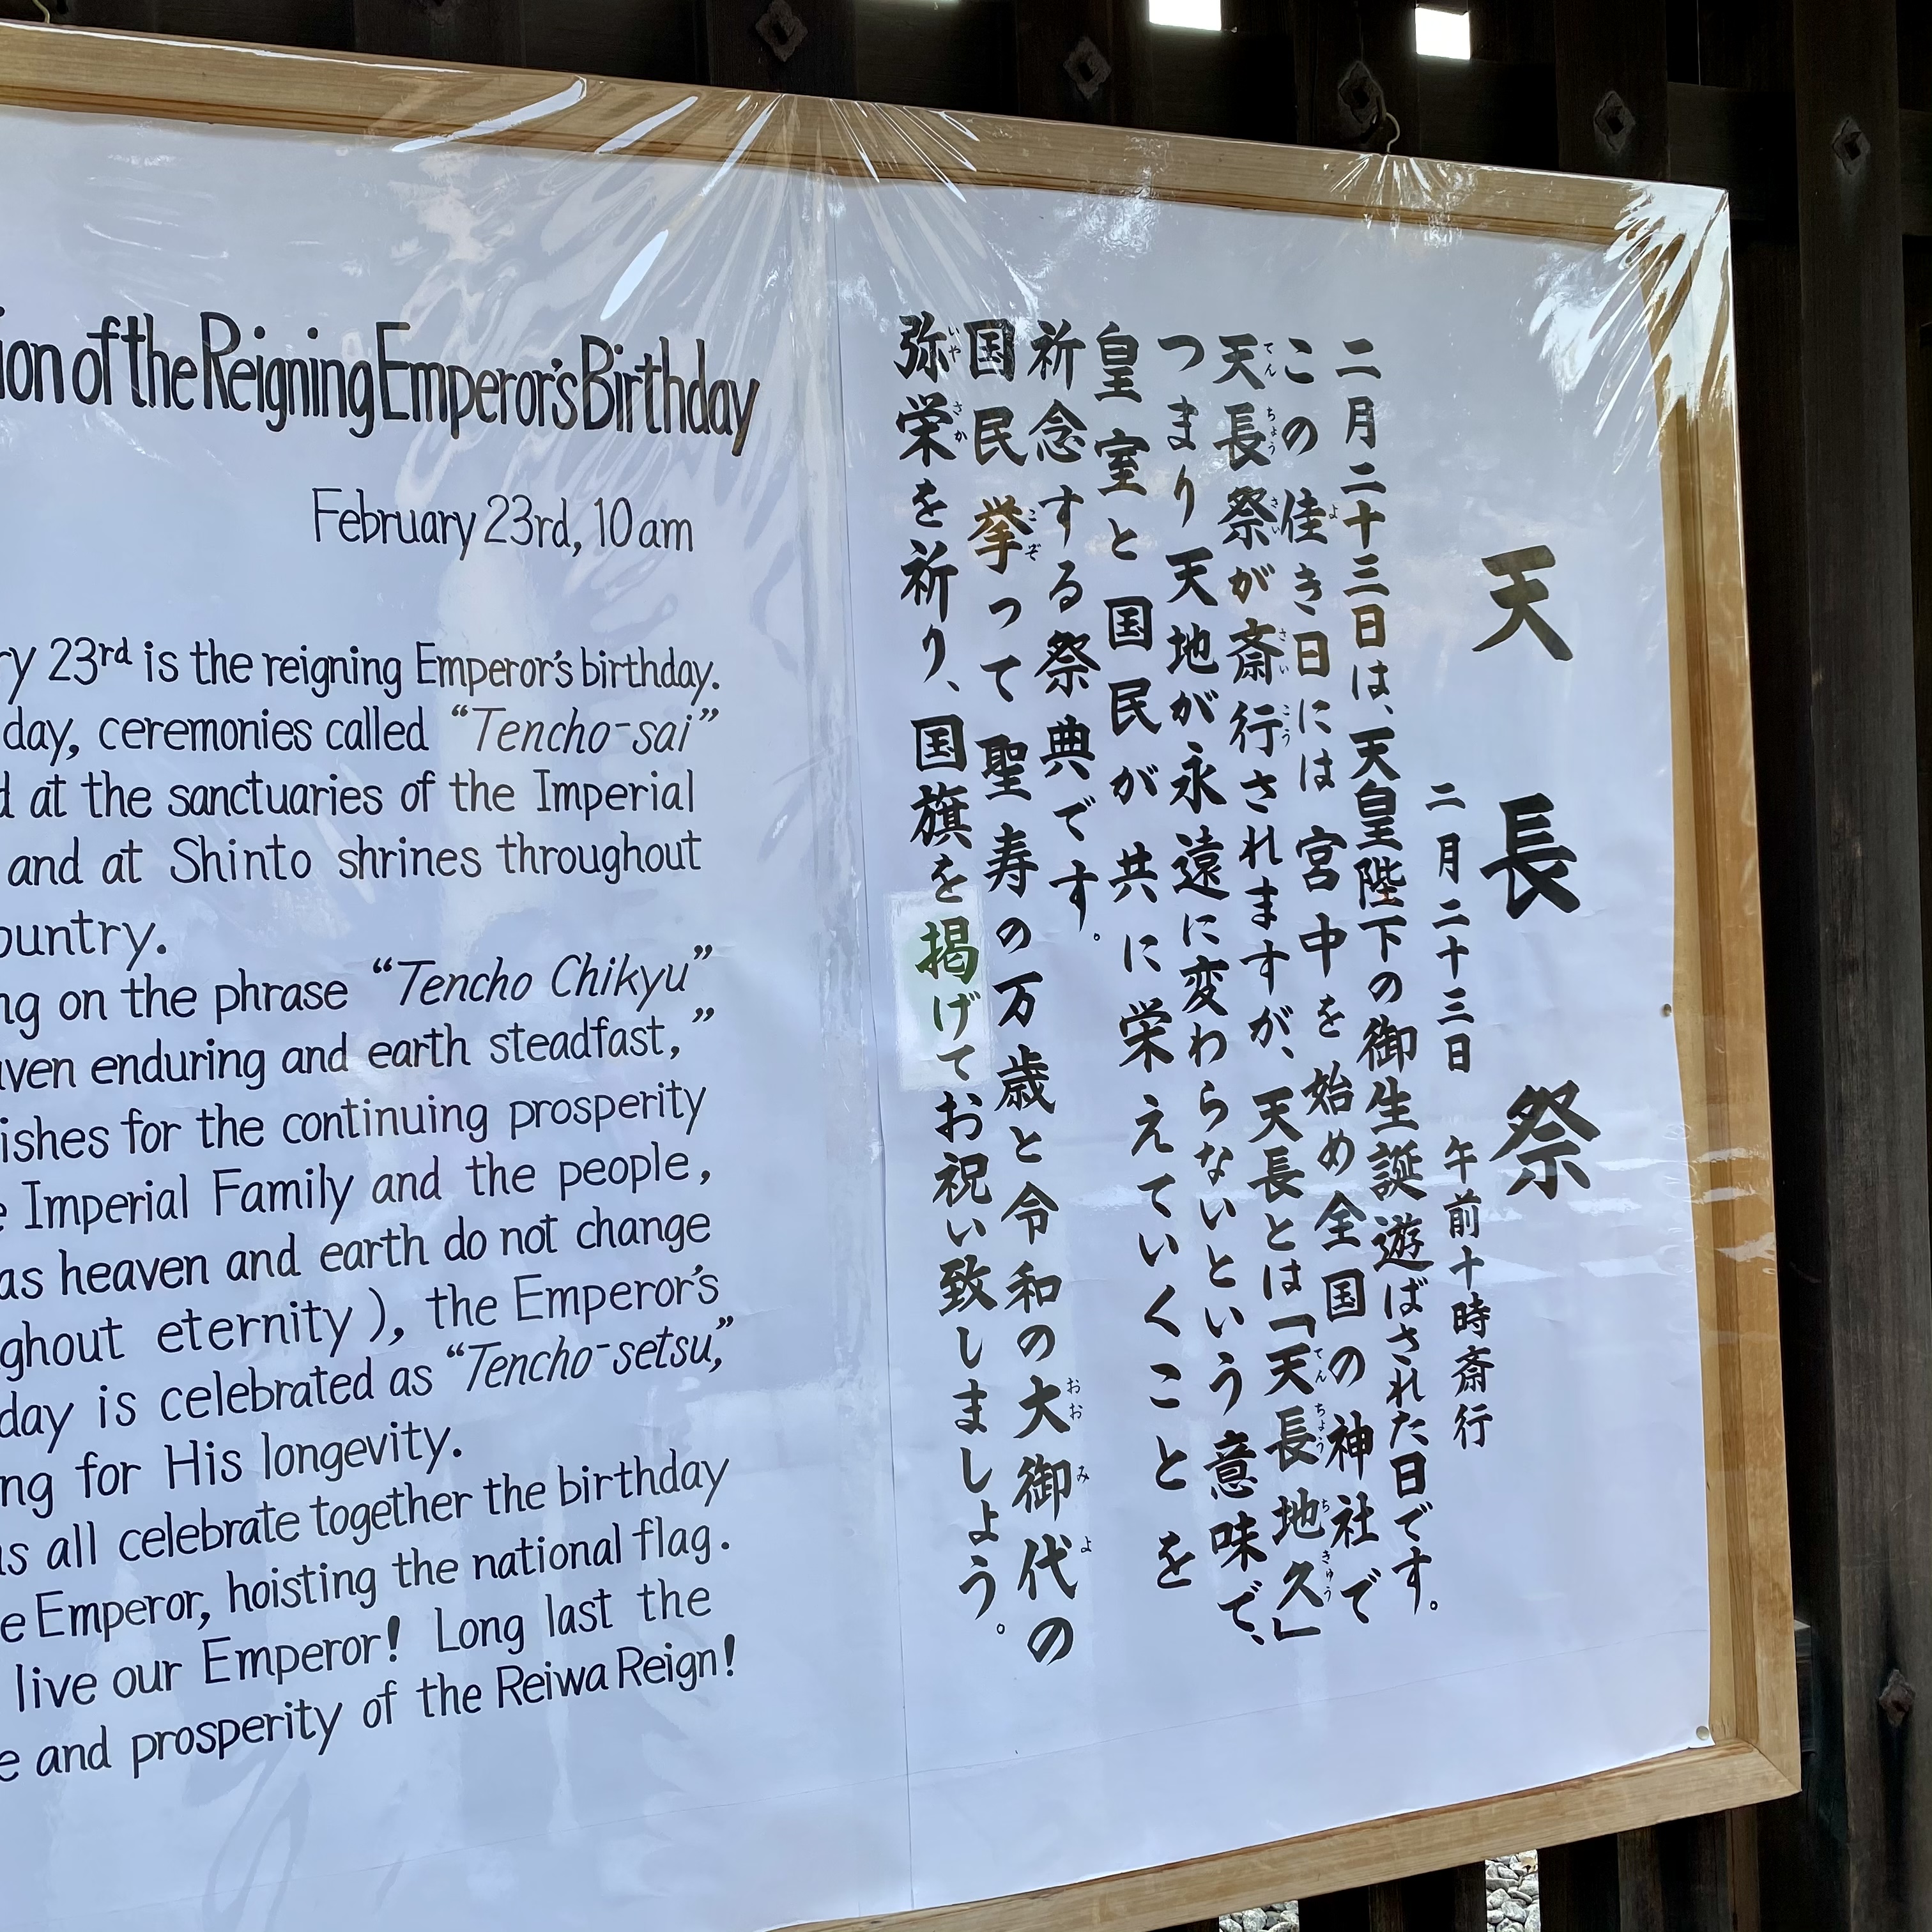 天長祭
二月二十三日 午前十時斎行
二月二十三日は、天皇陛下の御生誕遊ばされた日です。
この佳き日には宮中を始め全国の神社で
天長祭が斎行されますが、天長とは「天長地久」
つまり天地が永遠に変わらないという意味で、
皇室と国民が共に栄えていくことを
祈念する祭典です。
国民挙って聖寿の万歳と令和の大御代の
弥栄を祈り、国旗を掲げてお祝い致しましょう。
ion of the Reigning Emperor's Birthday
February 23rd, 10 am
ry 23rd is the reigning Emperor's birthday.
day, ceremonies called “Tencho-sai”
d at the sanctuaries of the Imperial
and at Shinto shrines throughout
ountry.
ng on the phrase “Tencho Chikyu”
aven enduring and earth steadfast,”
ishes for the continuing prosperity
e Imperial Family and the people,
as heaven and earth do not change
ghout eternity), the Emperor's
day is celebrated as “Tencho-setsu,”
ng for His longevity.
us all celebrate together the birthday
e Emperor, hoisting the national flag.
live our Emperor! Long last the
e and prosperity of the Reiwa Reign!